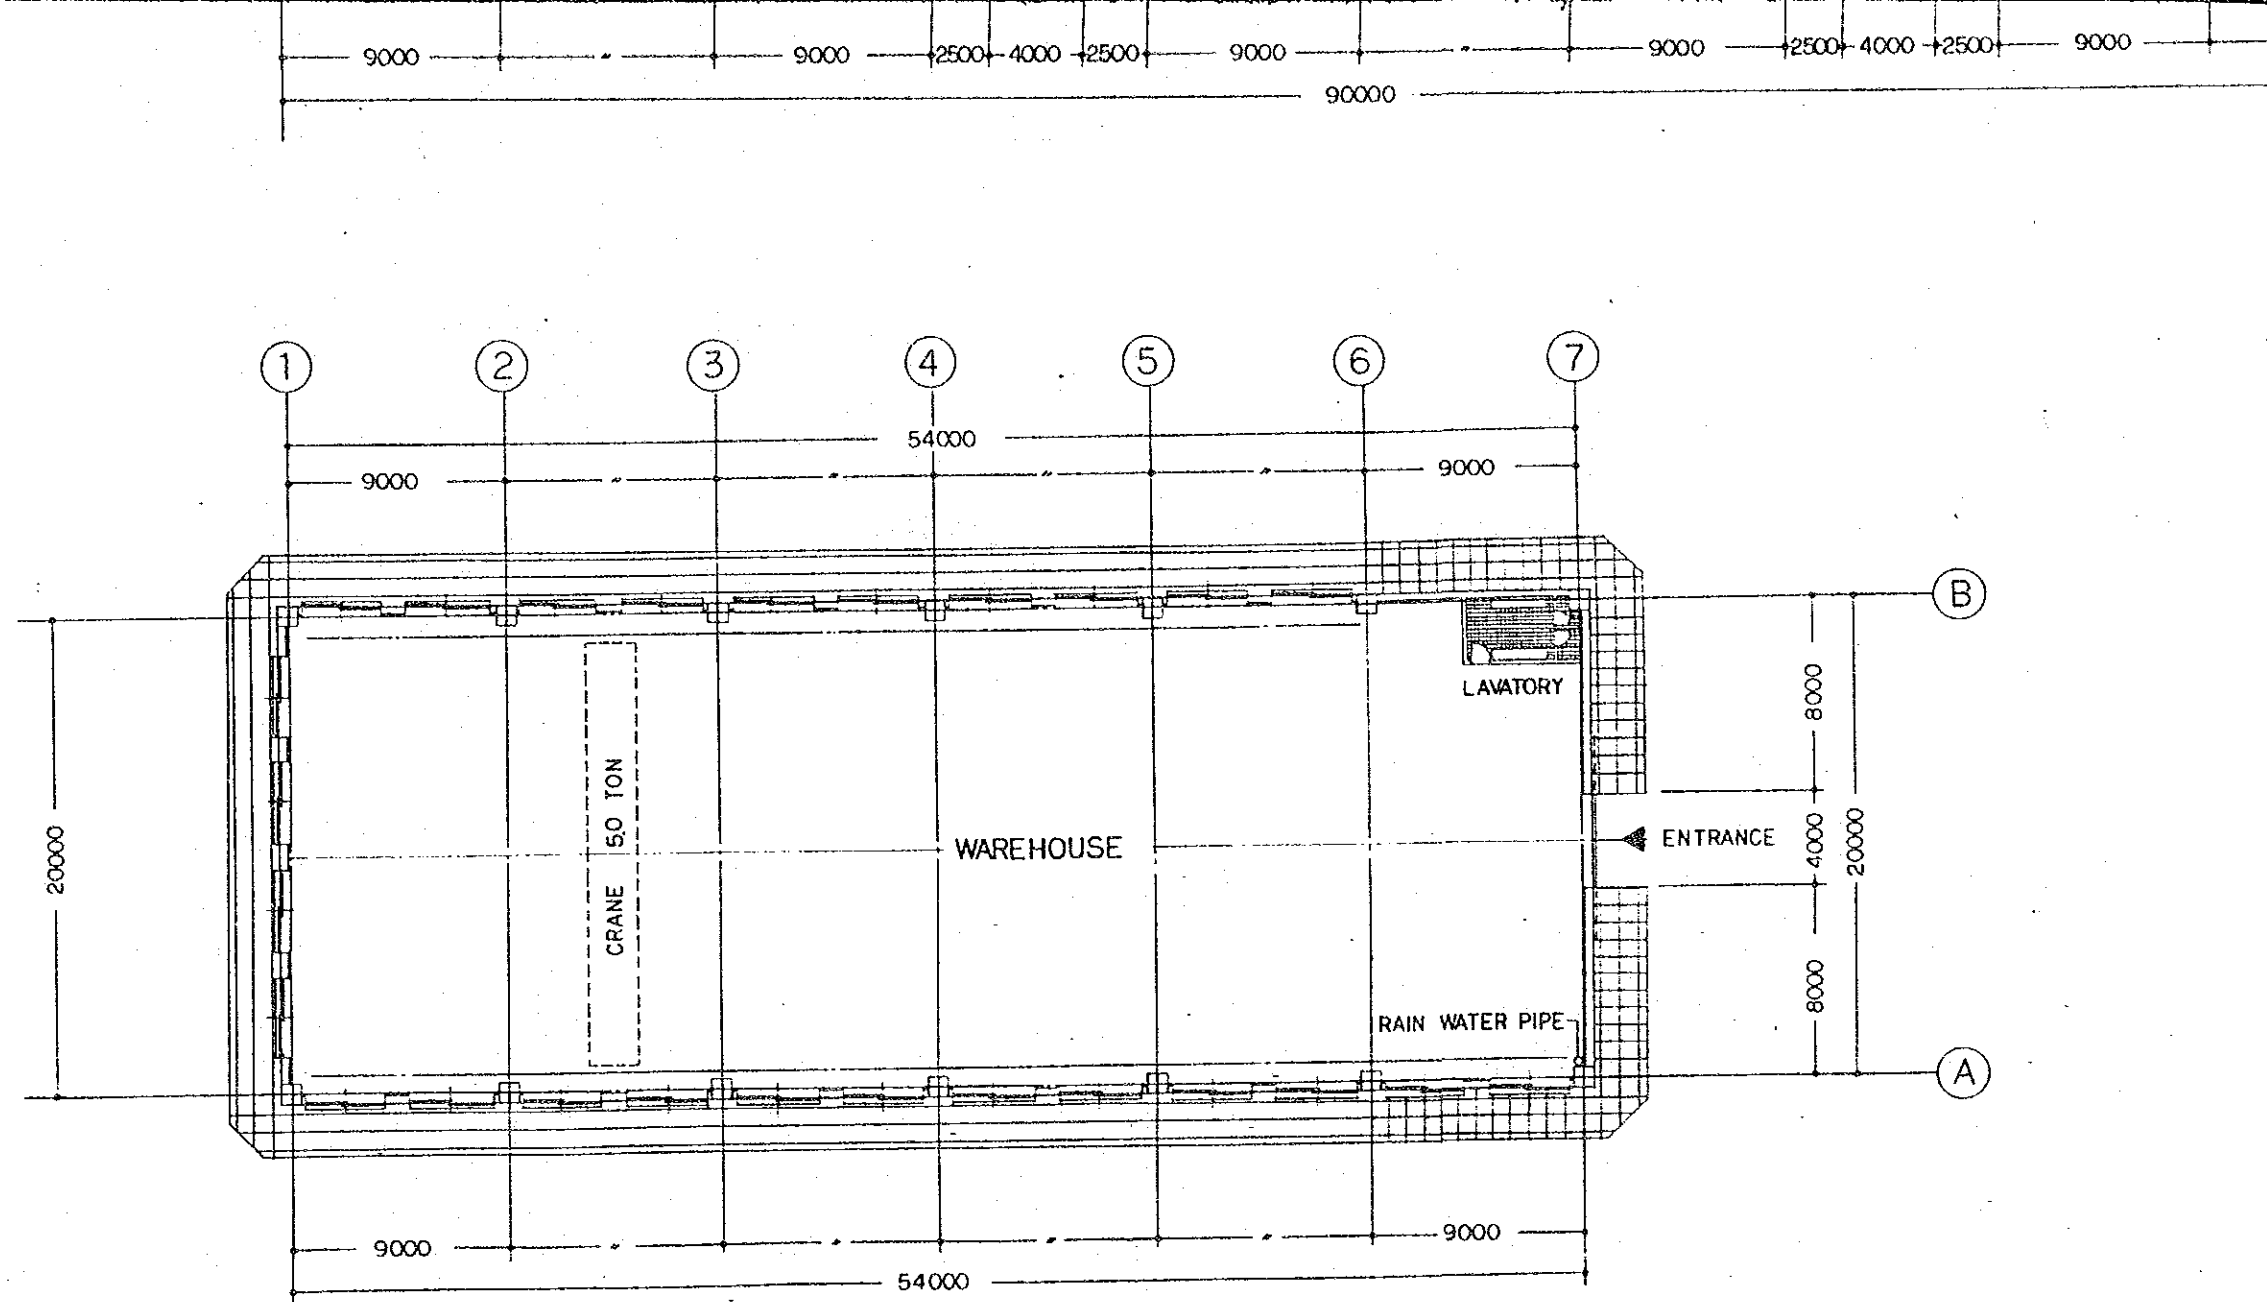 9000 〃 9000 2500 4000 2500 9000 〃 9000 2500 4000 2500 9000
90000
1 2 3 4 5 6 7
54000
9000 〃 〃 〃 〃 9000
B
LAVATORY
8000
CRANE 5.0 TON
WAREHOUSE
ENTRANCE
4000
20000
20000
8000
RAIN WATER PIPE
A
9000 〃 〃 〃 〃 9000
54000